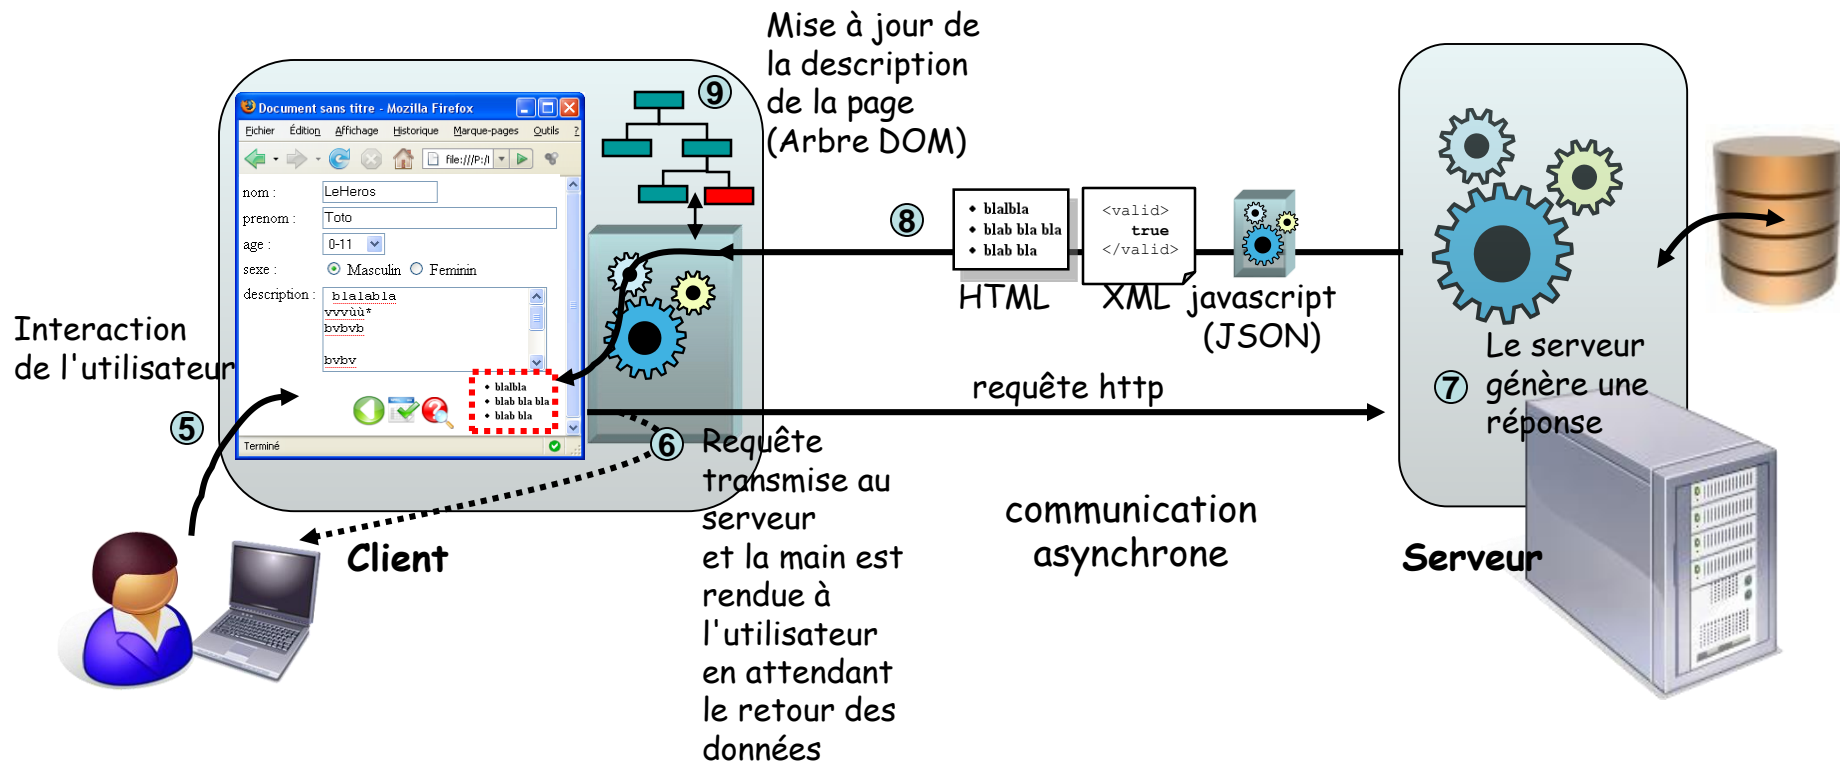 Mise à jour de
la description
de la page
(Arbre DOM)
9
Document sans titre - Mozilla Firefox
Fichier Édition Affichage Historique Marque-pages Outils ?
file:///P:/I
nom : LeHeros
prenom : Toto
age : 0-11
sexe : Masculin Feminin
description : blalabla
vvvùù*
bvbvb
bvbv
• blalbla
• blab bla bla
• blab bla
Terminé
Interaction
de l'utilisateur
5
Client
6
Requête
transmise au
serveur
et la main est
rendue à
l'utilisateur
en attendant
le retour des
données
8
• blalbla
• blab bla bla
• blab bla
HTML
<valid>
true
</valid>
XML
javascript
(JSON)
requête http
communication
asynchrone
7
Le serveur
génère une
réponse
Serveur